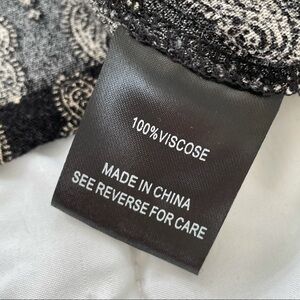 100%VISCOSE
MADE IN CHINA
SEE REVERSE FOR CARE